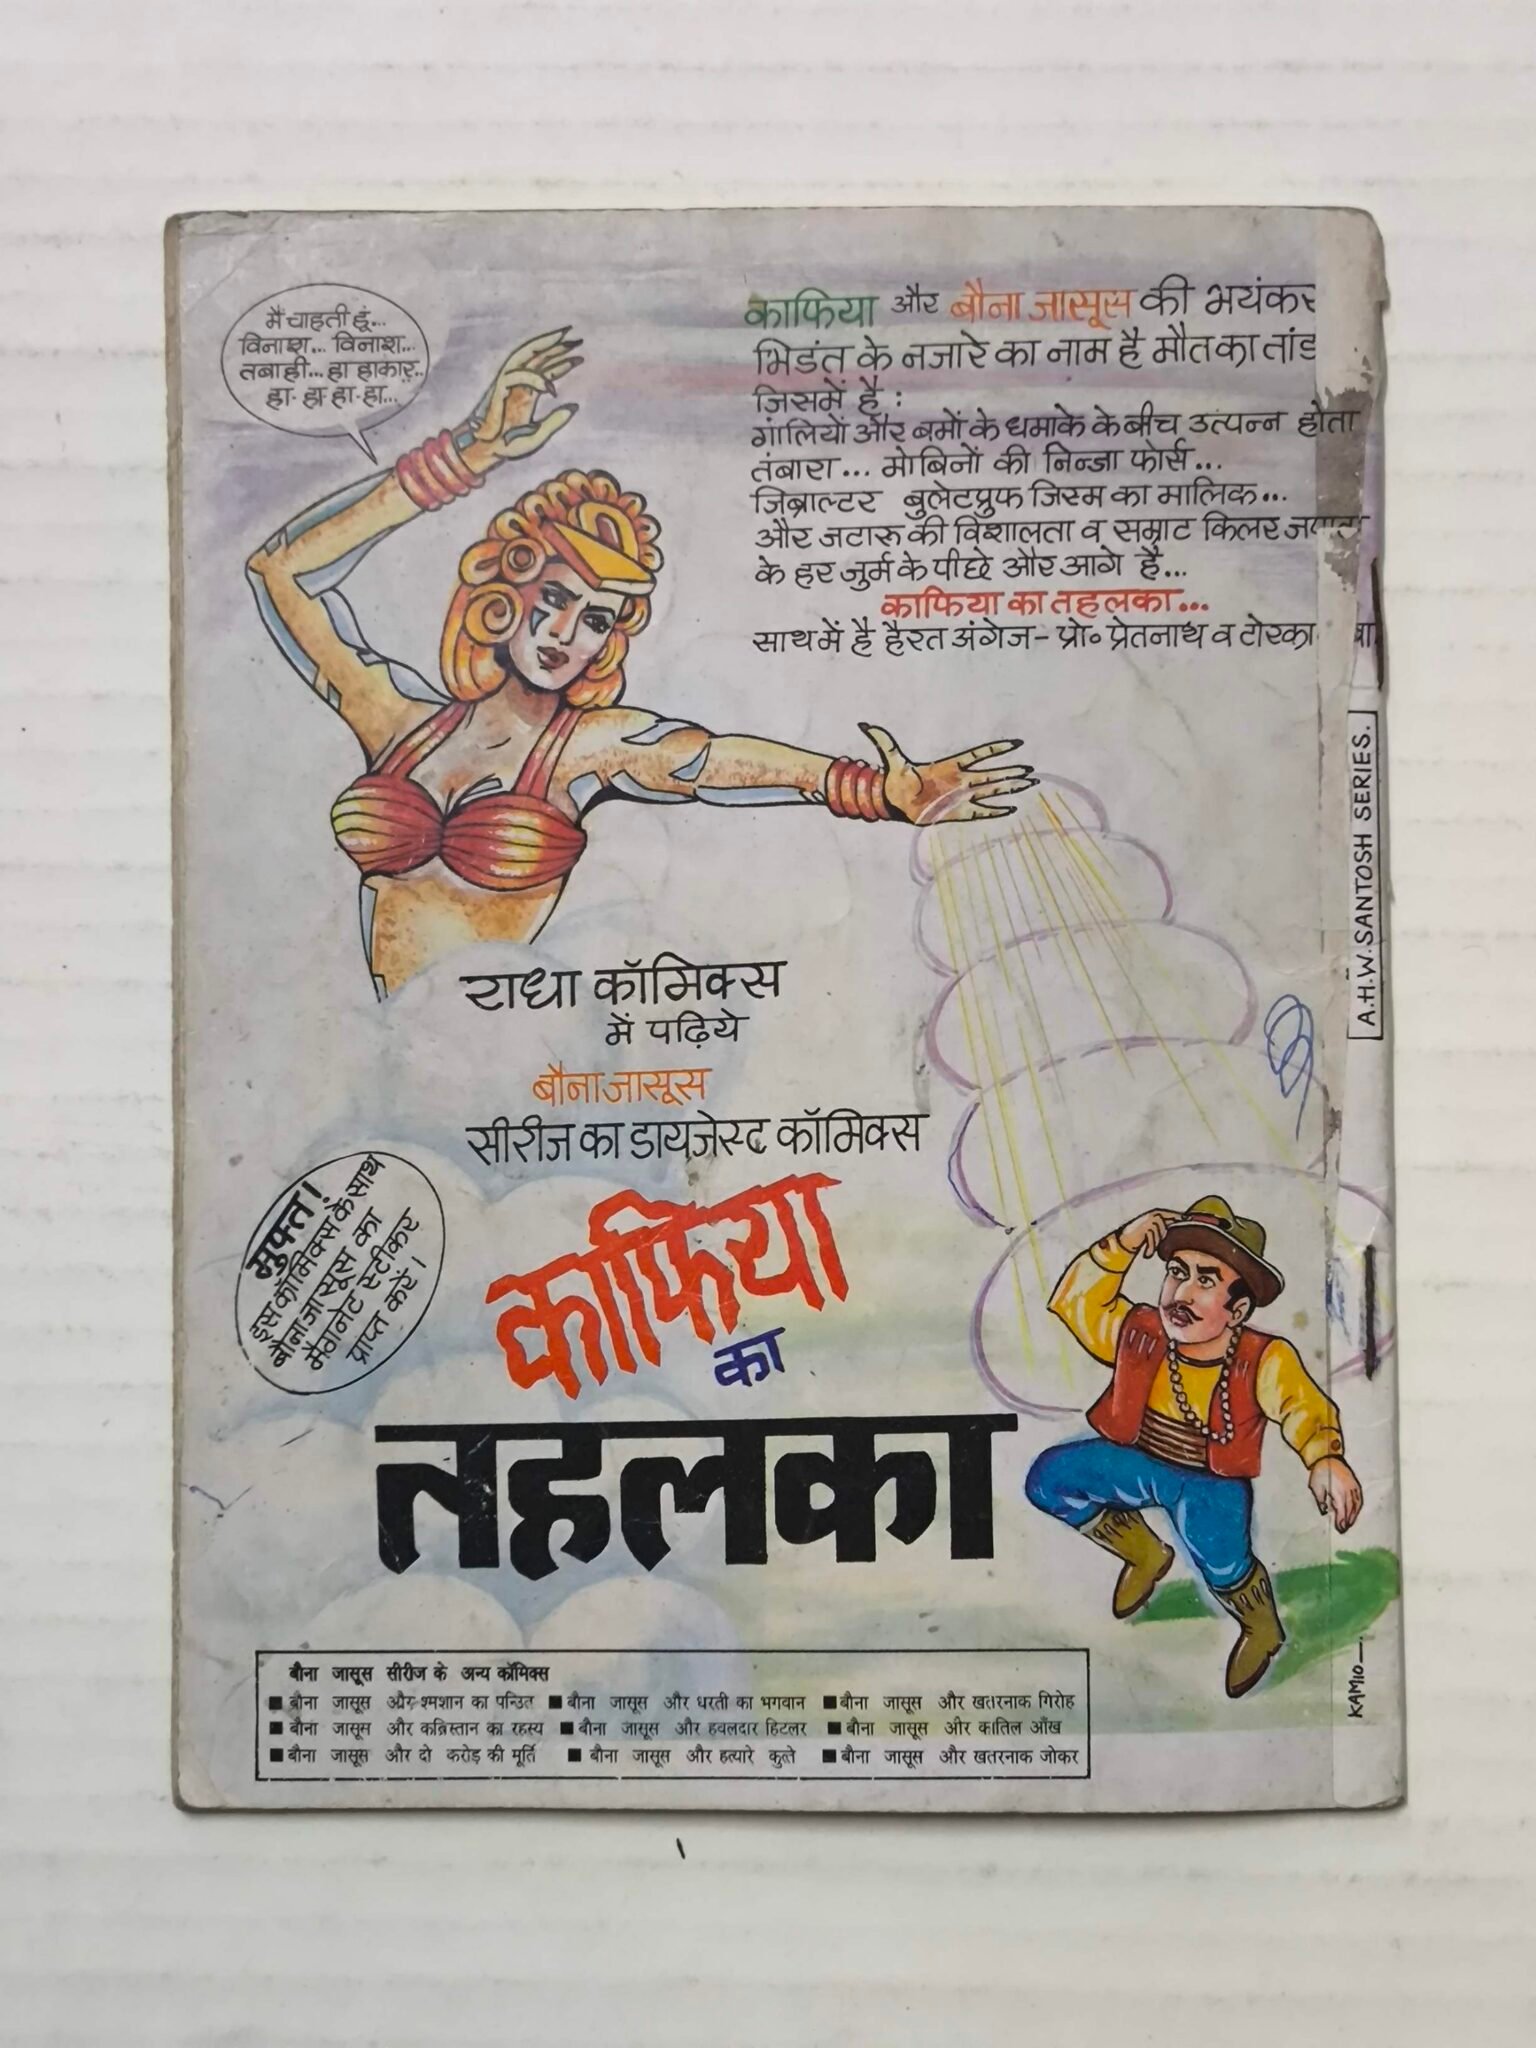 मैं चाहती हूं...
विनाश... विनाश...
तबाही... हा हाकार..
हा- हा हा-हा...
काफिया और बौना जासूस की भयंकर
भिडंत के नजारे का नाम है मौत का तांड
जिसमें है :
गोलियों और बमों के धमाके के बीच उत्पन्न होता
तंबारा... मोबिनों की निन्जा फोर्स...
जिब्राल्टर बुलेटप्रुफ जिस्म का मालिक...
और जटारू की विशालता व सम्राट किलर
के हर जुर्म के पीछे और आगे है...
काफिया का तहलका...
साथ में है हैरत अंगेज- प्रो॰ प्रेतनाथ व टोरका
A.H.W. SANTOSH SERIES.
राधा कॉमिक्स
में पढ़िये
बौना जासूस
सीरीज का डायजेस्ट कॉमिक्स
मुफ्त!
इस कॉमिक्स के साथ
बौना जासूस का
मैगनेट स्टीकर
प्राप्त करें।
काफिया
का
तहलका
KAMIO
बौना जासूस सीरीज के अन्य कॉमिक्स
■ बौना जासूस और श्मशान का पन्डित ■ बौना जासूस और धरती का भगवान ■ बौना जासूस और खतरनाक गिरोह
■ बौना जासूस और कब्रिस्तान का रहस्य ■ बौना जासूस और हवलदार हिटलर ■ बौना जासूस और कातिल आँख
■ बौना जासूस और दो करोड़ की मूर्ति ■ बौना जासूस और हत्यारे कुत्ते ■ बौना जासूस और खतरनाक जोकर